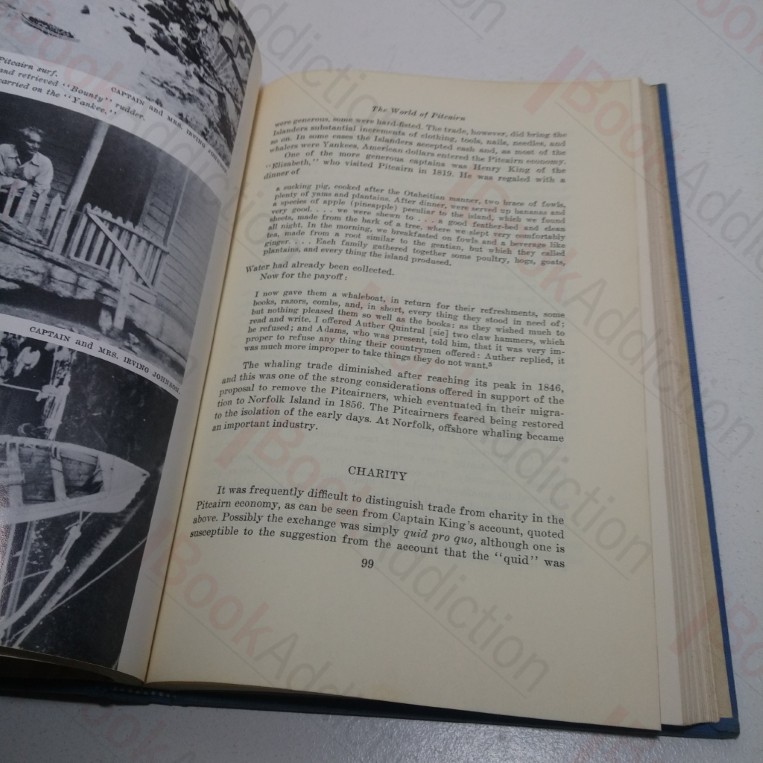 Pitcairn surf.
and retrieved "Bounty" rudder.
carried on the "Yankee."
CAPTAIN and MRS. IRVING JOHNSON
CAPTAIN and MRS. IRVING JOHNSON
The World of Pitcairn
were generous, some were hard-fisted. The trade, however, did bring the
Islanders substantial increments of clothing, tools, nails, needles, and
so on. In some cases the Islanders accepted cash and, as most of the
whalers were Yankees, American dollars entered the Pitcairn economy.
One of the more generous captains was Henry King of the
"Elizabeth," who visited Pitcairn in 1819. He was regaled with a
dinner of
a sucking pig, cooked after the Otaheitian manner, two brace of fowls,
plenty of yams and plantains. After dinner, were served up bananas and
a species of apple (pineapple) peculiar to the island, which we found
very good. . . . we were shewn to . . . a good feather-bed and clean
sheets, made from the bark of a tree, where we slept very comfortably
all night. In the morning, we breakfasted on fowls and a beverage like
tea, made from a root similar to the gentian, but which they called
ginger. . . . Each family gathered together some poultry, hogs, goats,
plantains, and every thing the island produced.
Water had already been collected.
Now for the payoff:
I now gave them a whaleboat, in return for their refreshments, some
books, razors, combs, and, in short, every thing they stood in need of;
but nothing pleased them so well as the books; as they wished much to
read and write. I offered Auther Quintral [sic] two claw hammers, which
he refused; and Adams, who was present, told him, that it was very im-
proper to refuse any thing their countrymen offered: Auther replied, it
was much more improper to take things they do not want.⁵
The whaling trade diminished after reaching its peak in 1846,
and this was one of the strong considerations offered in support of the
proposal to remove the Pitcairners, which eventuated in their migra-
tion to Norfolk Island in 1856. The Pitcairners feared being restored
to the isolation of the early days. At Norfolk, offshore whaling became
an important industry.
CHARITY
It was frequently difficult to distinguish trade from charity in the
Pitcairn economy, as can be seen from Captain King's account, quoted
above. Possibly the exchange was simply quid pro quo, although one is
susceptible to the suggestion from the account that the "quid" was
99
BookAddiction